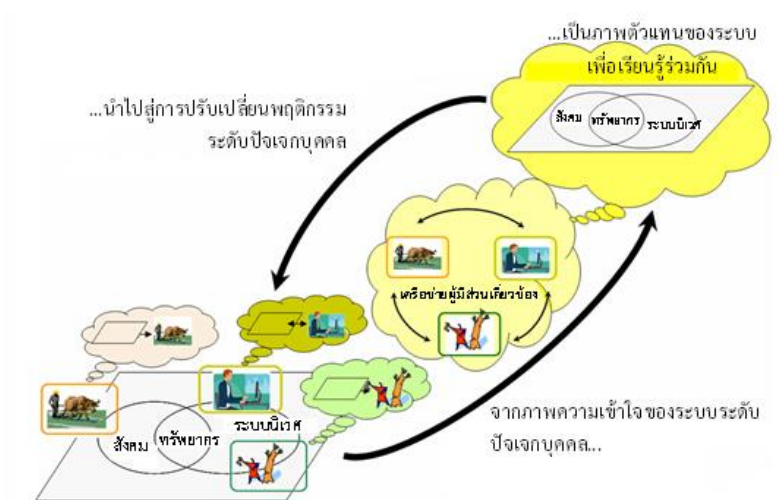 ...เป็นภาพตัวแทนของระบบ
เพื่อเรียนรู้ร่วมกัน
...นำไปสู่การปรับเปลี่ยนพฤติกรรม
ระดับปัจเจกบุคคล
สังคม ทรัพยากร ระบบนิเวศ
เครือข่ายผู้มีส่วนเกี่ยวข้อง
จากภาพความเข้าใจของระบบระดับ
ปัจเจกบุคคล...
สังคม ทรัพยากร ระบบนิเวศ